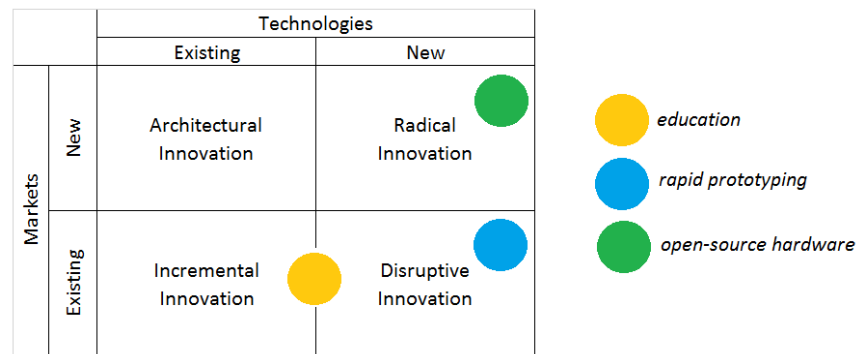 Technologies
Existing
New
Markets
New
Architectural
Innovation
Radical
Innovation
Existing
Incremental
Innovation
Disruptive
Innovation
education
rapid prototyping
open-source hardware